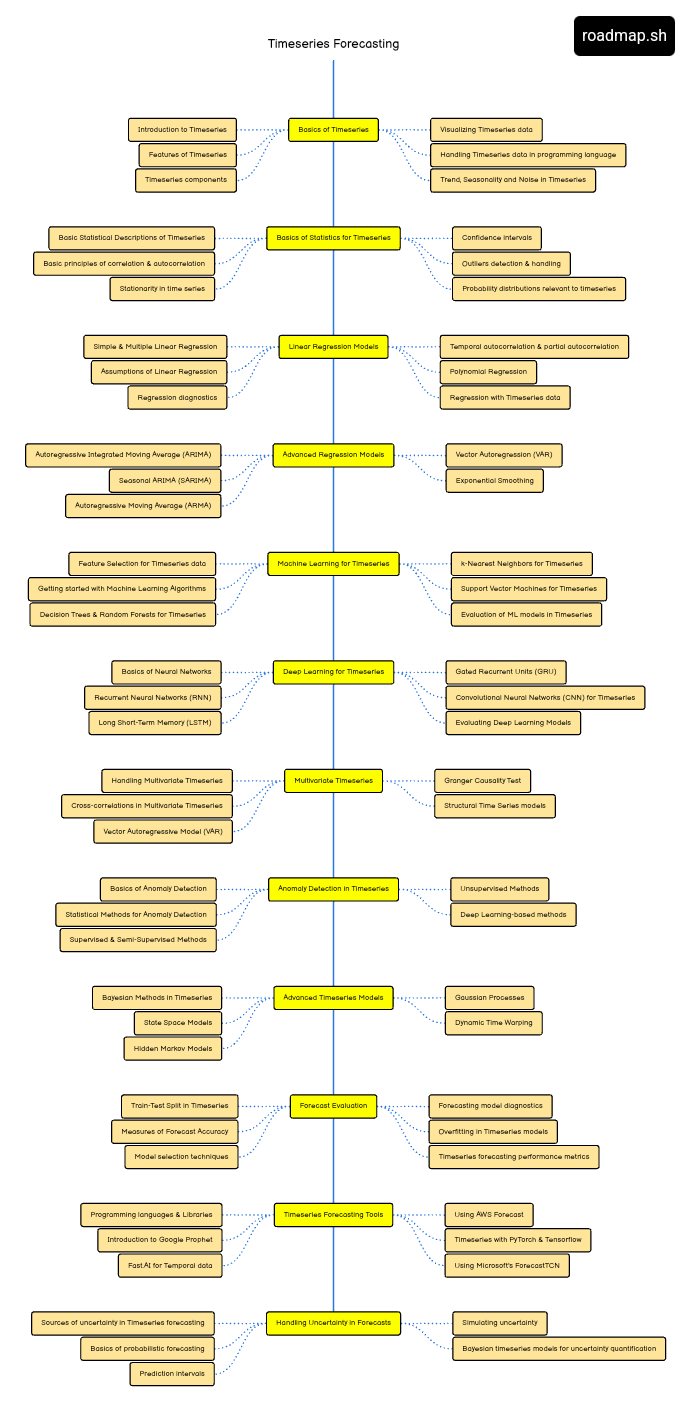 roadmap.sh
Timeseries Forecasting
Introduction to Timeseries
Features of Timeseries
Timeseries components
Basics of Timeseries
Visualizing Timeseries data
Handling Timeseries data in programming language
Trend, Seasonality and Noise in Timeseries
Basic Statistical Descriptions of Timeseries
Basic principles of correlation & autocorrelation
Stationarity in time series
Basics of Statistics for Timeseries
Confidence intervals
Outliers detection & handling
Probability distributions relevant to timeseries
Simple & Multiple Linear Regression
Assumptions of Linear Regression
Regression diagnostics
Linear Regression Models
Temporal autocorrelation & partial autocorrelation
Polynomial Regression
Regression with Timeseries data
Autoregressive Integrated Moving Average (ARIMA)
Seasonal ARIMA (SARIMA)
Autoregressive Moving Average (ARMA)
Advanced Regression Models
Vector Autoregression (VAR)
Exponential Smoothing
Feature Selection for Timeseries data
Getting started with Machine Learning Algorithms
Decision Trees & Random Forests for Timeseries
Machine Learning for Timeseries
k-Nearest Neighbors for Timeseries
Support Vector Machines for Timeseries
Evaluation of ML models in Timeseries
Basics of Neural Networks
Recurrent Neural Networks (RNN)
Long Short-Term Memory (LSTM)
Deep Learning for Timeseries
Gated Recurrent Units (GRU)
Convolutional Neural Networks (CNN) for Timeseries
Evaluating Deep Learning Models
Handling Multivariate Timeseries
Cross-correlations in Multivariate Timeseries
Vector Autoregressive Model (VAR)
Multivariate Timeseries
Granger Causality Test
Structural Time Series models
Basics of Anomaly Detection
Statistical Methods for Anomaly Detection
Supervised & Semi-Supervised Methods
Anomaly Detection in Timeseries
Unsupervised Methods
Deep Learning-based methods
Bayesian Methods in Timeseries
State Space Models
Hidden Markov Models
Advanced Timeseries Models
Gaussian Processes
Dynamic Time Warping
Train-Test Split in Timeseries
Measures of Forecast Accuracy
Model selection techniques
Forecast Evaluation
Forecasting model diagnostics
Overfitting in Timeseries models
Timeseries forecasting performance metrics
Programming languages & Libraries
Introduction to Google Prophet
Fast.AI for Temporal data
Timeseries Forecasting Tools
Using AWS Forecast
Timeseries with PyTorch & Tensorflow
Using Microsoft's ForecastTCN
Sources of uncertainty in Timeseries forecasting
Basics of probabilistic forecasting
Prediction intervals
Handling Uncertainty in Forecasts
Simulating uncertainty
Bayesian timeseries models for uncertainty quantification